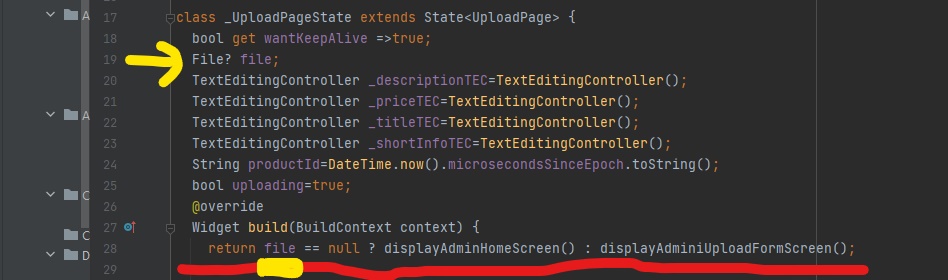 A
17 class _UploadPageState extends State<UploadPage> {
18 bool get wantKeepAlive =>true;
19 File? file;
20 TextEditingController _descriptionTEC=TextEditingController();
A
21 TextEditingController _priceTEC=TextEditingController();
22 TextEditingController _titleTEC=TextEditingController();
23 TextEditingController _shortInfoTEC=TextEditingController();
24 String productId=DateTime.now().microsecondsSinceEpoch.toString();
C
25 bool uploading=true;
26 @override
C
27 Widget build(BuildContext context) {
D
28 return file == null ? displayAdminHomeScreen() : displayAdminiUploadFormScreen();
29